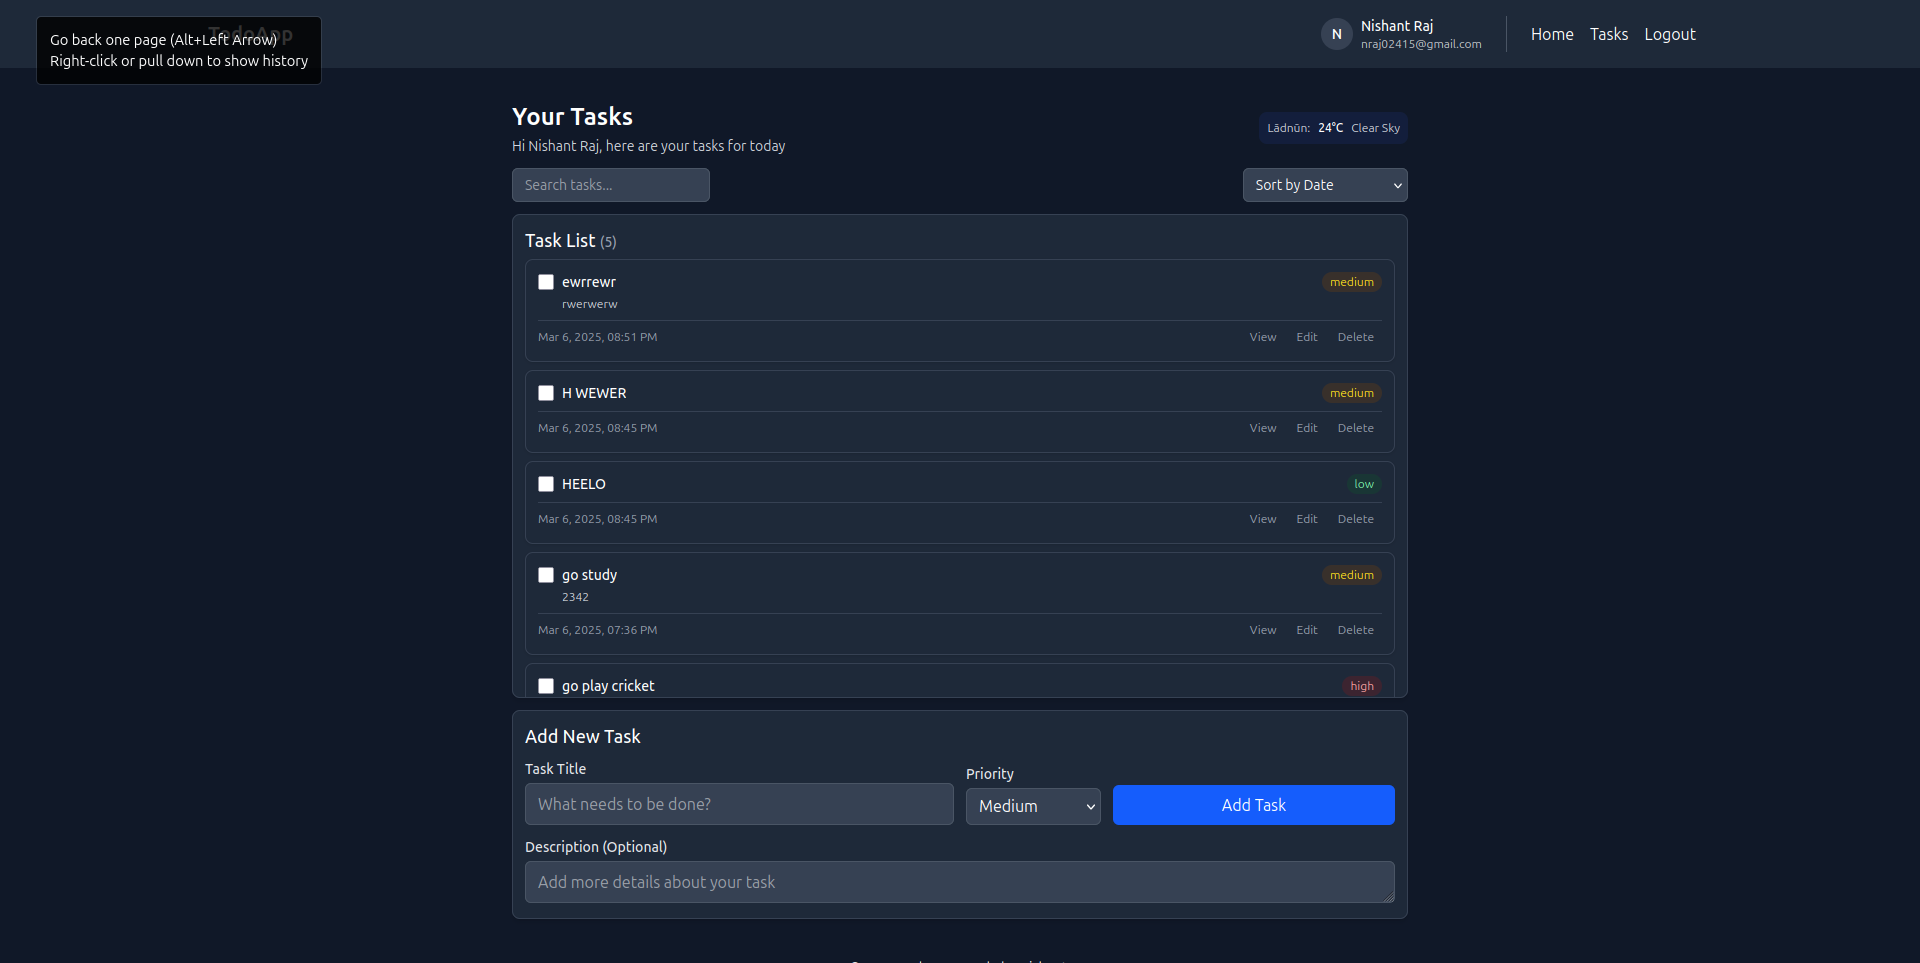 Go back one page (Alt+Left Arrow)
Right-click or pull down to show history
TodoApp
N
Nishant Raj
nraj02415@gmail.com
Home
Tasks
Logout
Your Tasks
Hi Nishant Raj, here are your tasks for today
Lādnūn: 24°C Clear Sky
Search tasks...
Sort by Date
Task List (5)
ewrrewr
medium
rwerwerw
Mar 6, 2025, 08:51 PM
View Edit Delete
H WEWER
medium
Mar 6, 2025, 08:45 PM
View Edit Delete
HEELO
low
Mar 6, 2025, 08:45 PM
View Edit Delete
go study
medium
2342
Mar 6, 2025, 07:36 PM
View Edit Delete
go play cricket
high
Add New Task
Task Title
What needs to be done?
Priority
Medium
Add Task
Description (Optional)
Add more details about your task